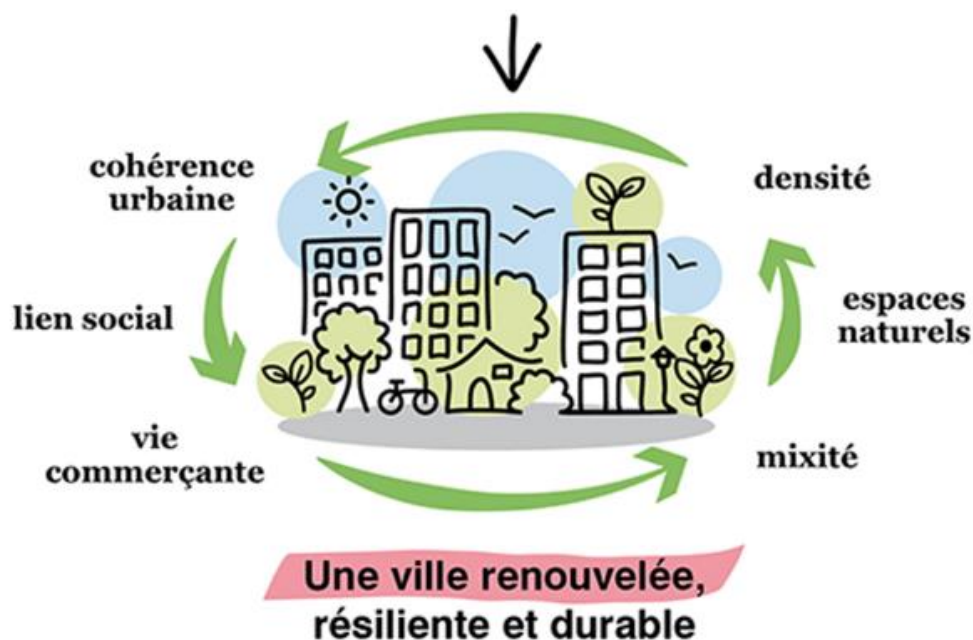 cohérence
urbaine
densité
lien social
espaces
naturels
vie
commerçante
mixité
Une ville renouvelée,
résiliente et durable